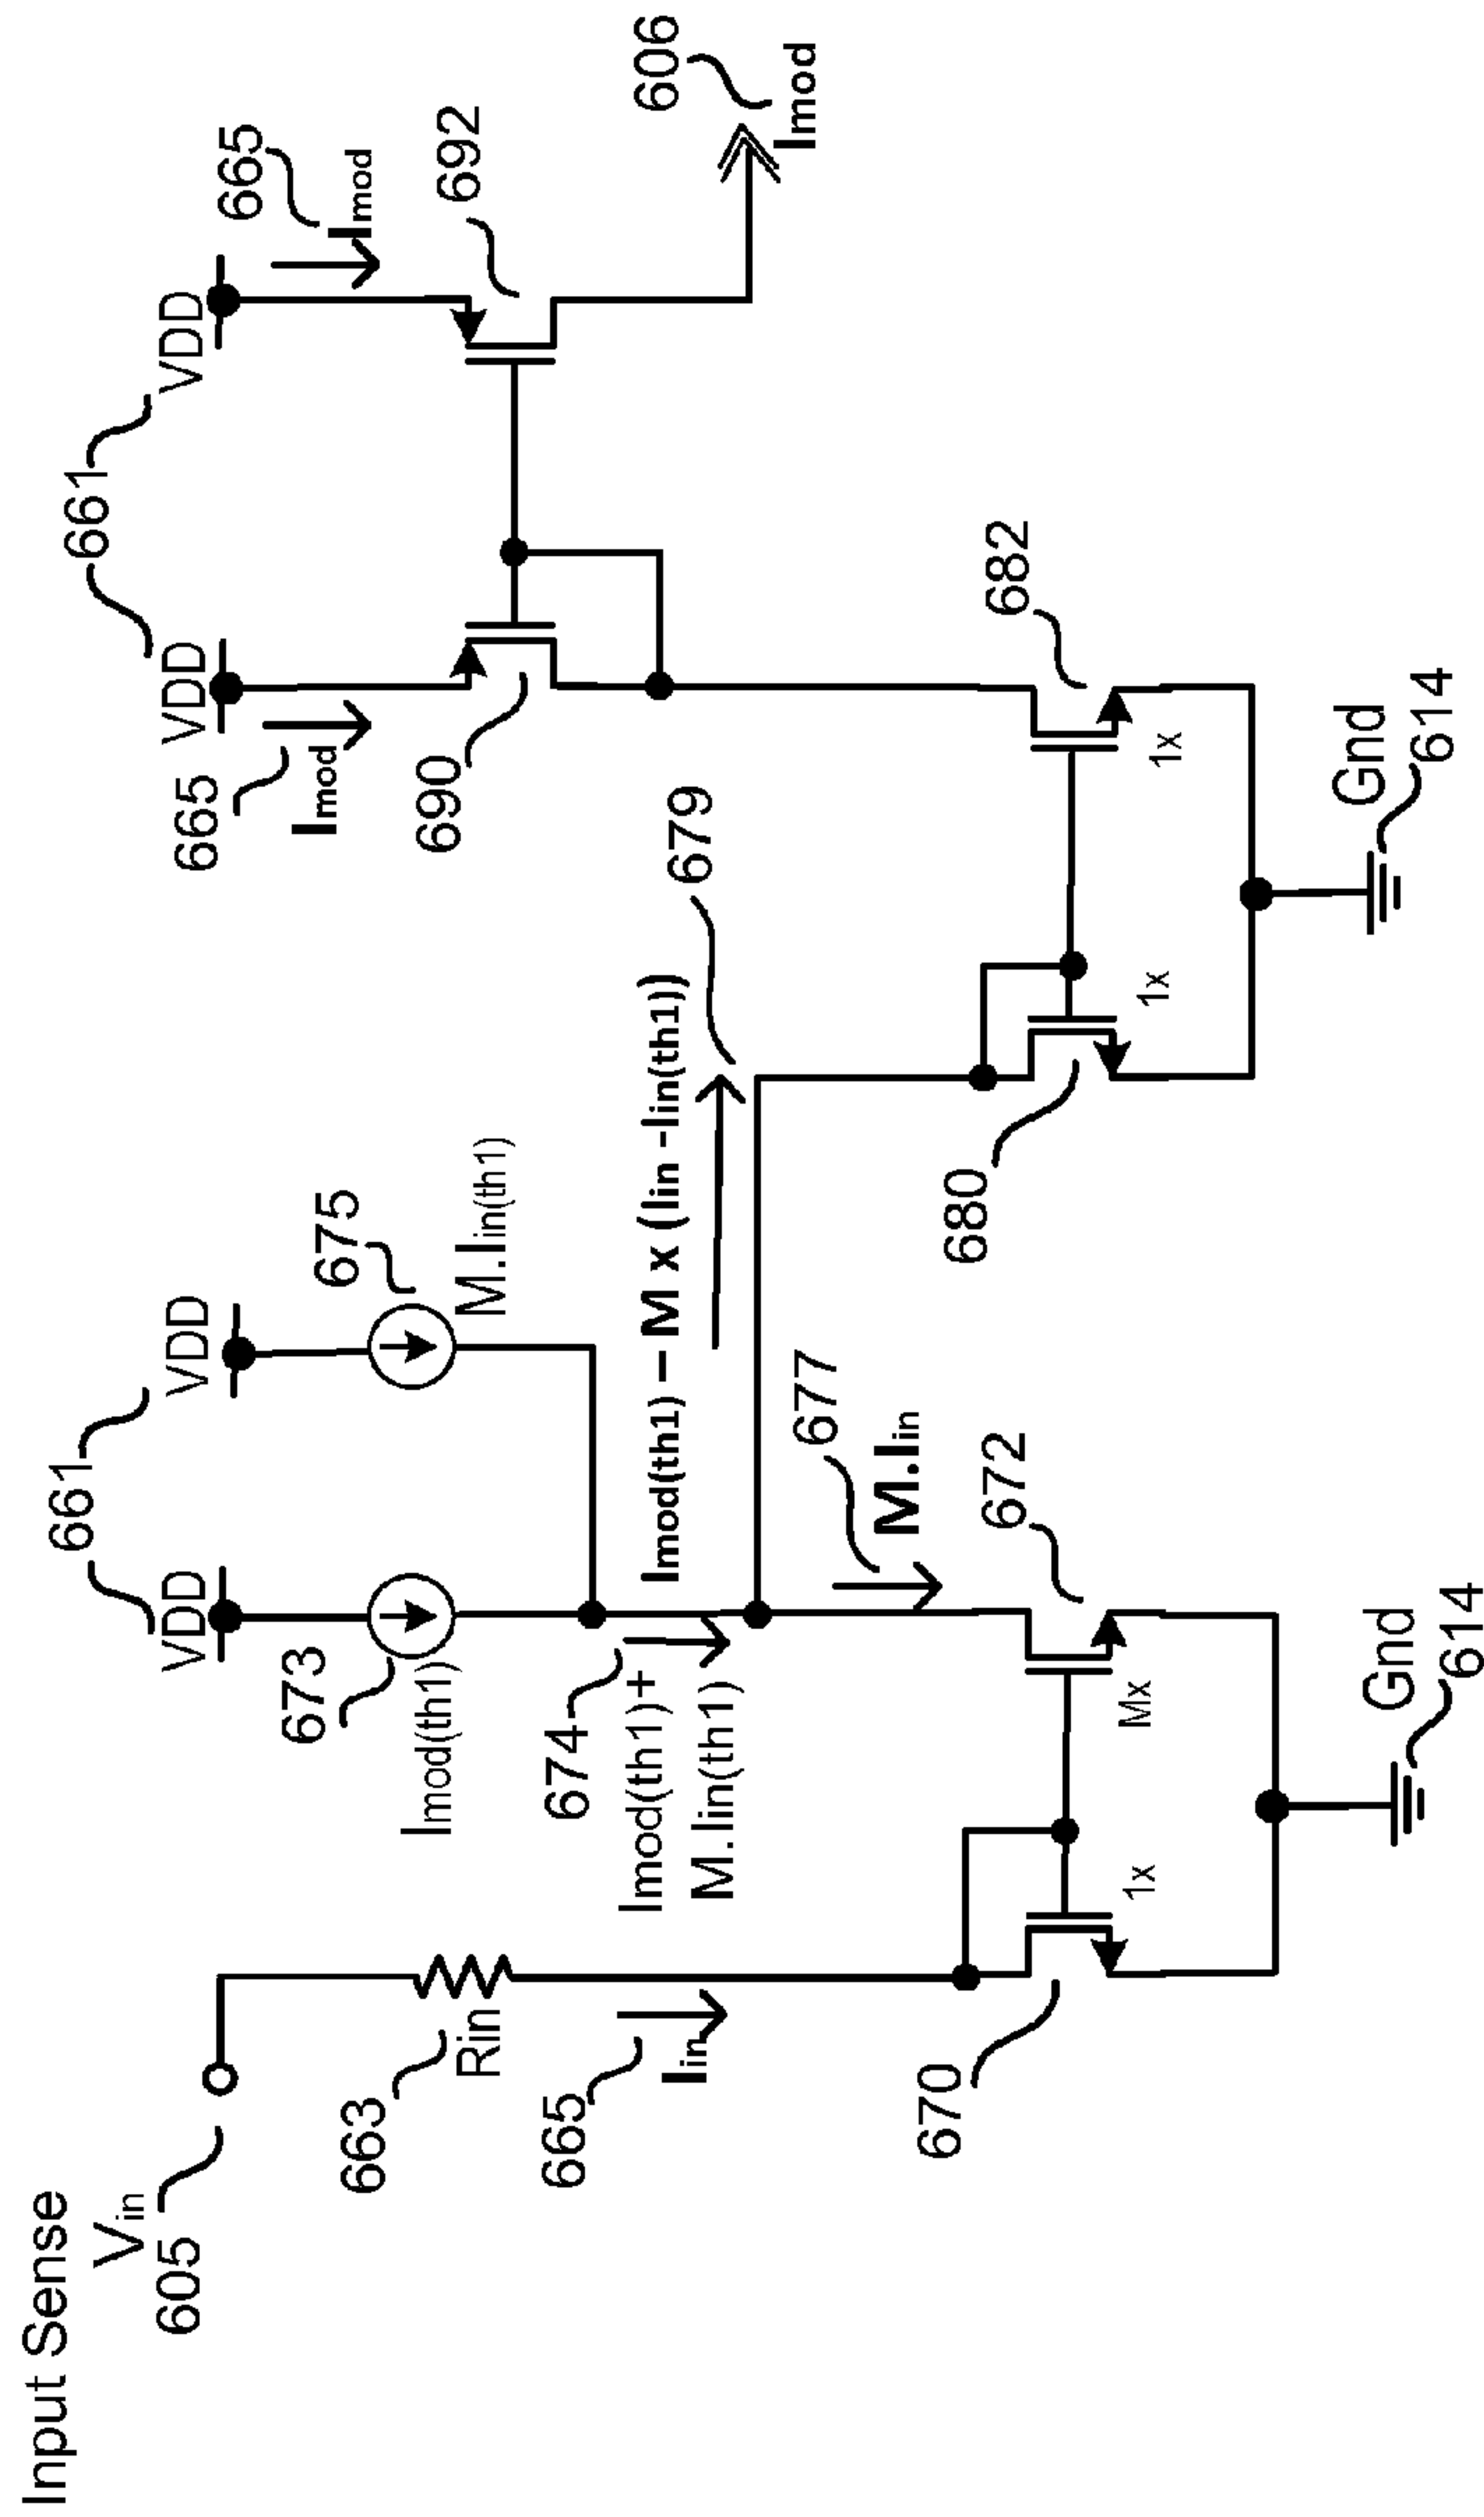 Input Sense
Vin
605
661
661
VDD
VDD
VDD
VDD
665
Imod
665
Imod
606
Imod
692
690
663
Rin
673
Imod(th1)
675
M.Iin(th1)
665
Iin
674
Imod(th1)+
M.Iin(th1)
Imod(th1) – M x (Iin -Iin(th1))
679
677
M.Iin
670
672
680
682
1x
Mx
1x
1x
Gnd
614
Gnd
614